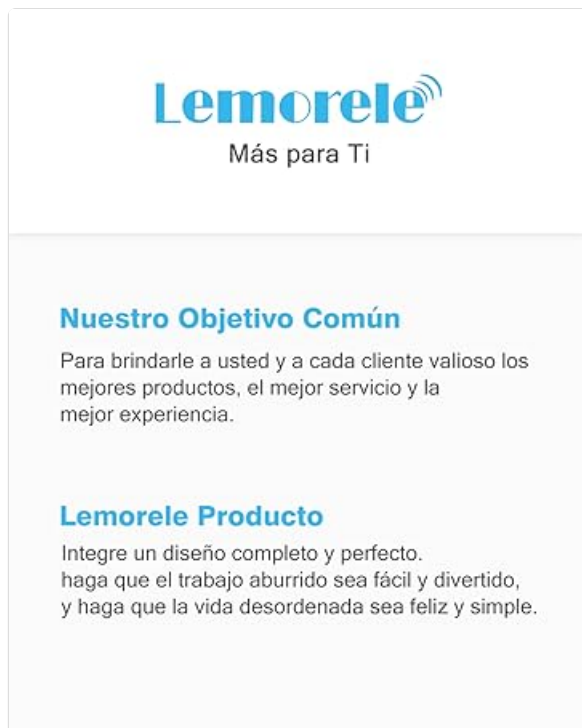 Lemorele
Más para Ti
Nuestro Objetivo Común
Para brindarle a usted y a cada cliente valioso los
mejores productos, el mejor servicio y la
mejor experiencia.
Lemorele Producto
Integre un diseño completo y perfecto.
haga que el trabajo aburrido sea fácil y divertido,
y haga que la vida desordenada sea feliz y simple.